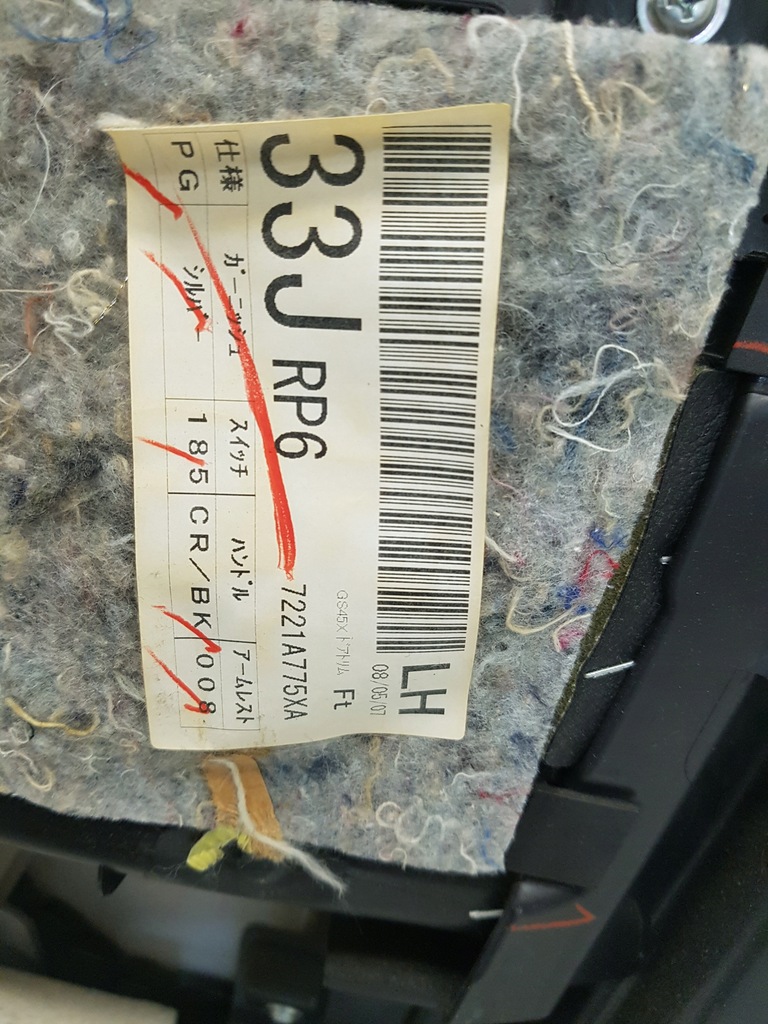 LH
08/05/07
33J RP6
GS45X ドアトリム Ft
7221A775XA
仕様 ガーニッシュ スイッチ ハンドル アームレスト
PG シルバー 185 CR/BK 008